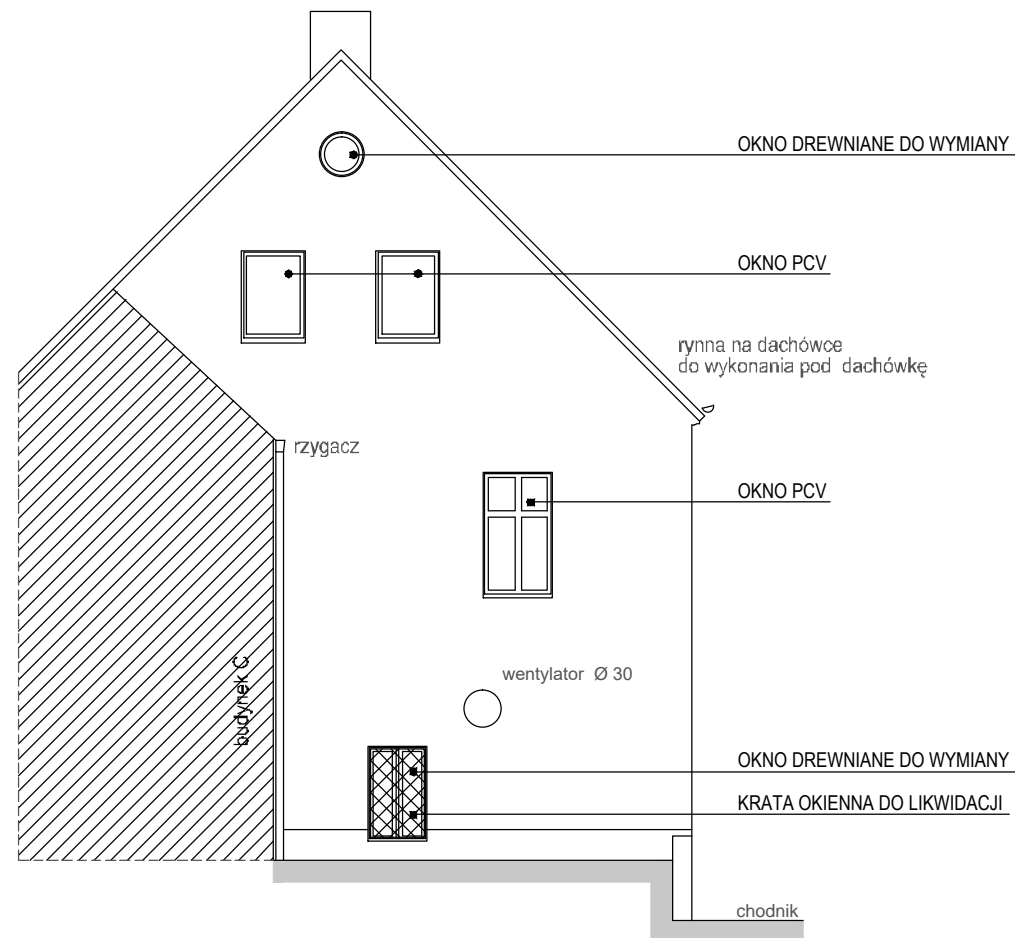 OKNO DREWNIANE DO WYMIANY
OKNO PCV
rynna na dachówce
do wykonania pod dachówkę
rzygacz
OKNO PCV
budynek C
wentylator Ø 30
OKNO DREWNIANE DO WYMIANY
KRATA OKIENNA DO LIKWIDACJI
chodnik